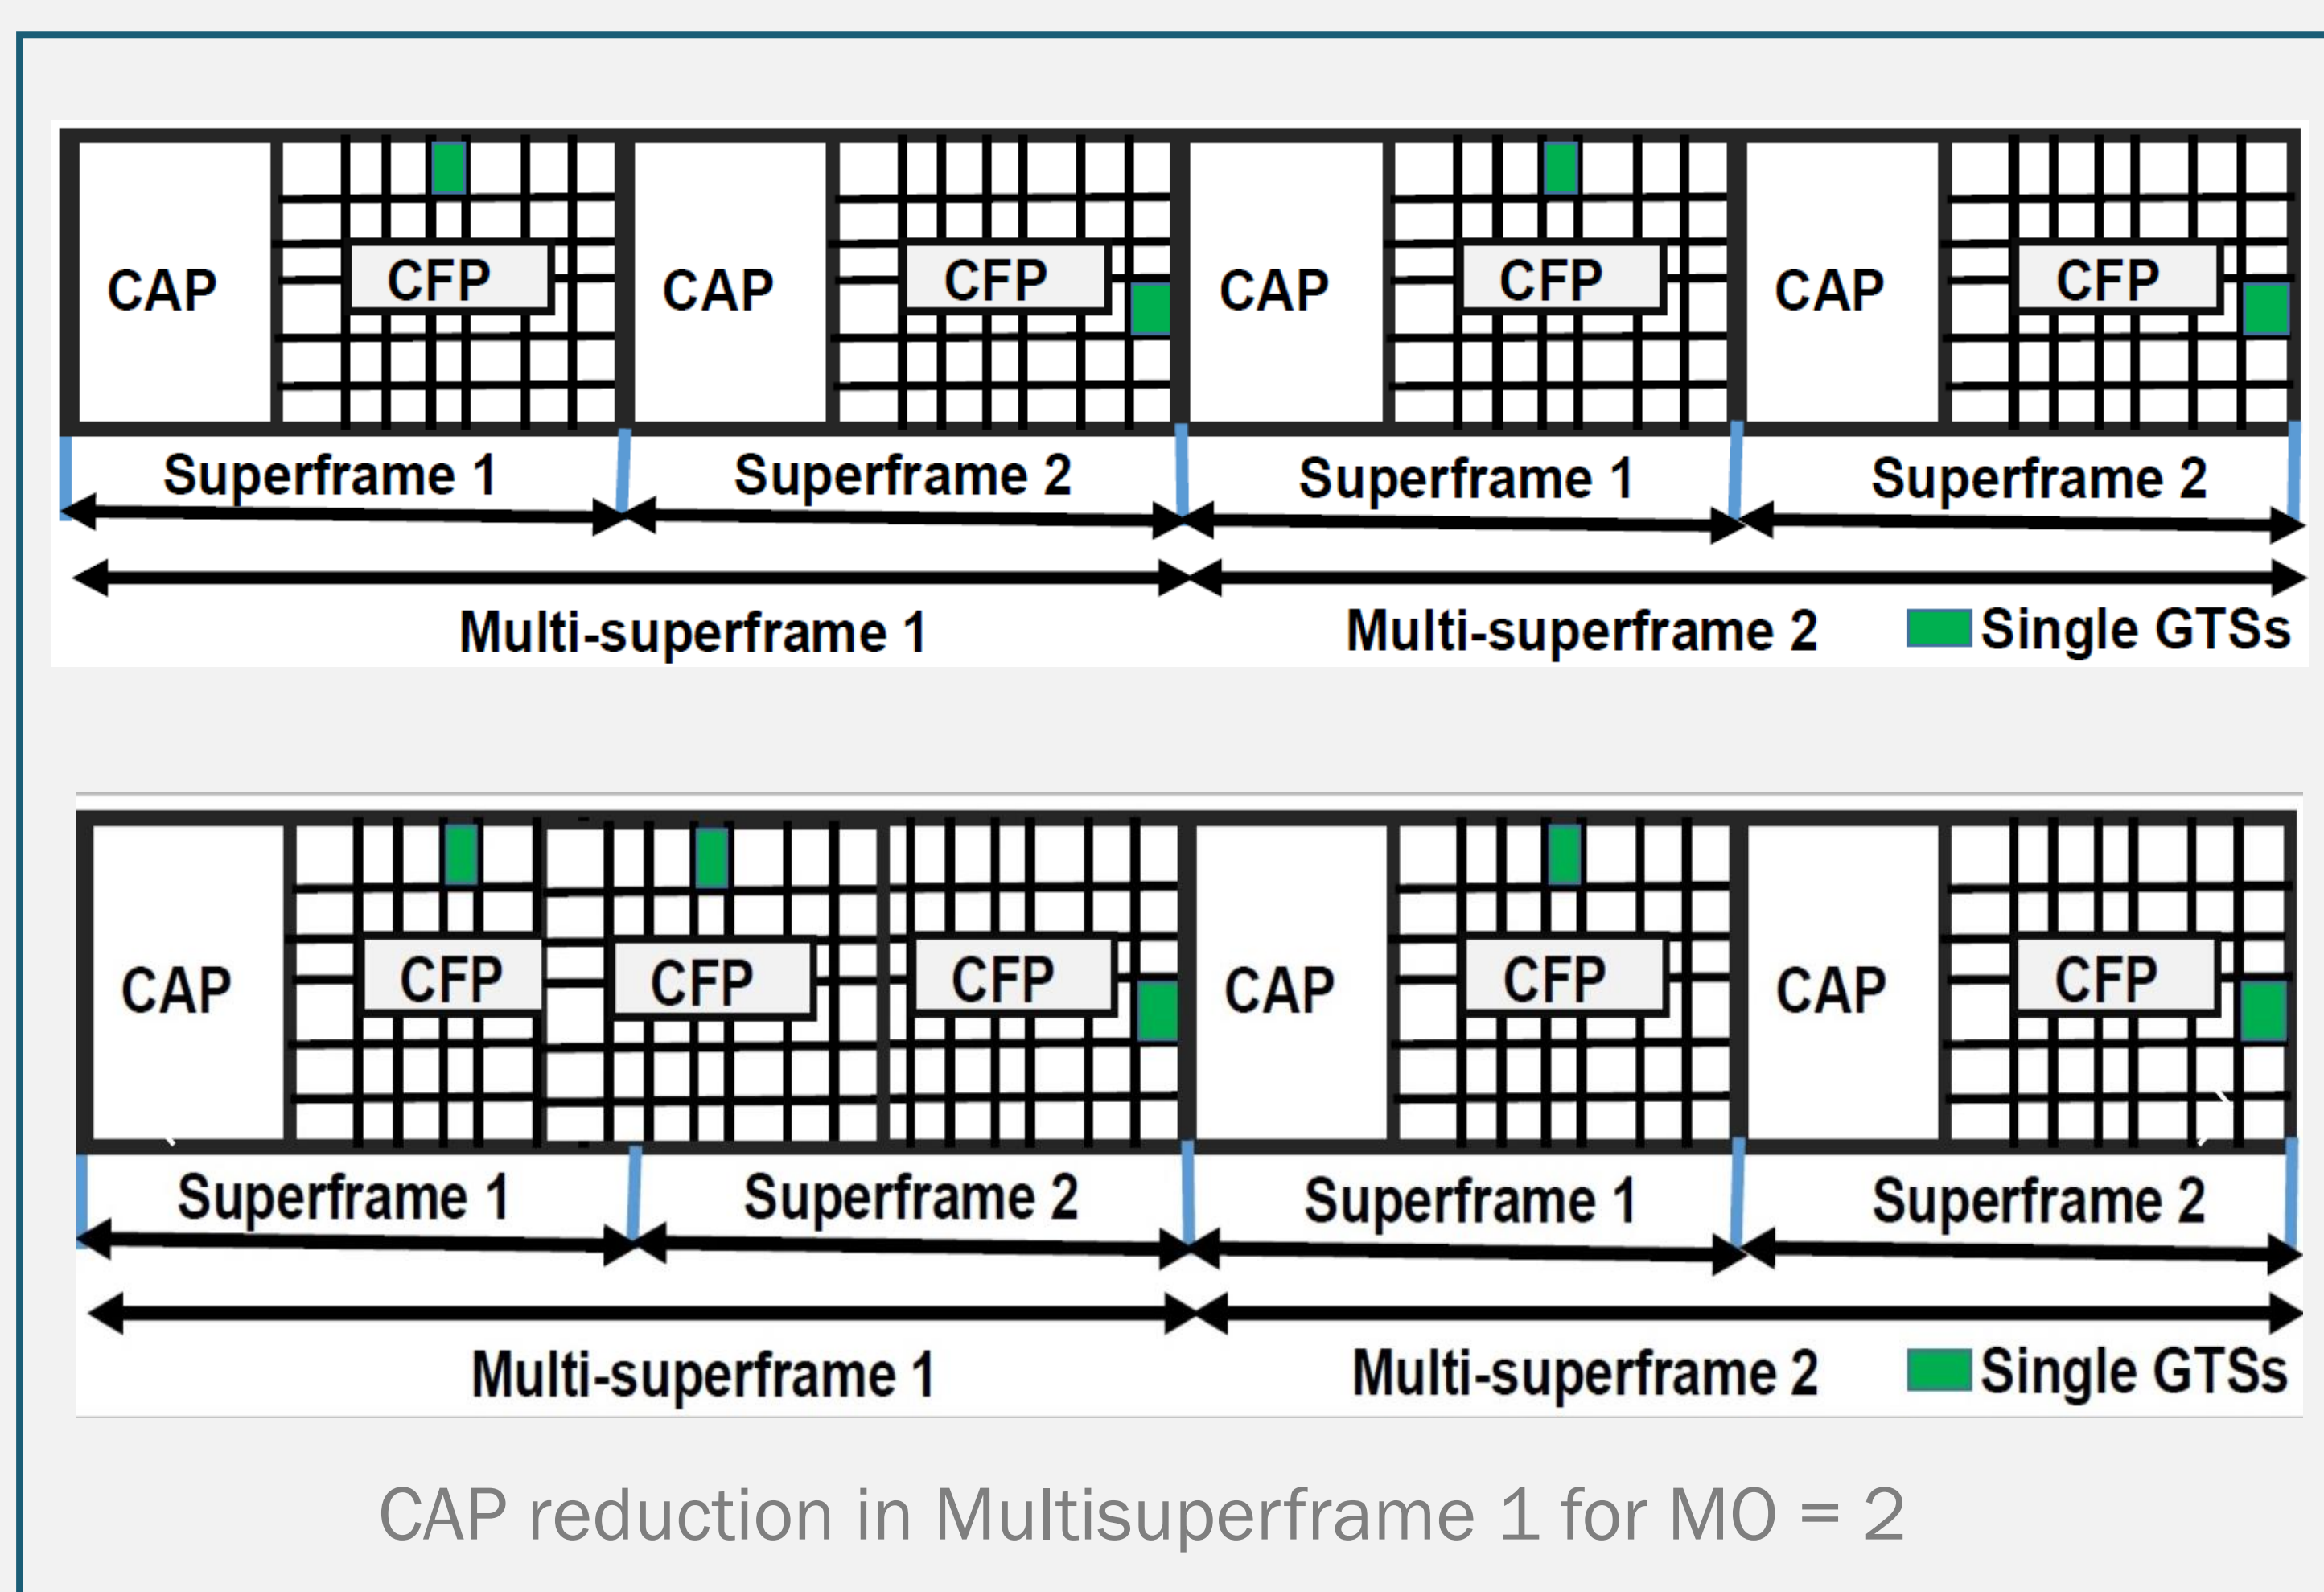 CAP CFP CAP CFP CAP CFP CAP CFP
Superframe 1 Superframe 2 Superframe 1 Superframe 2
Multi-superframe 1 Multi-superframe 2 Single GTSs
CAP CFP CFP CFP CAP CFP CAP CFP
Superframe 1 Superframe 2 Superframe 1 Superframe 2
Multi-superframe 1 Multi-superframe 2 Single GTSs
CAP reduction in Multisuperframe 1 for MO = 2